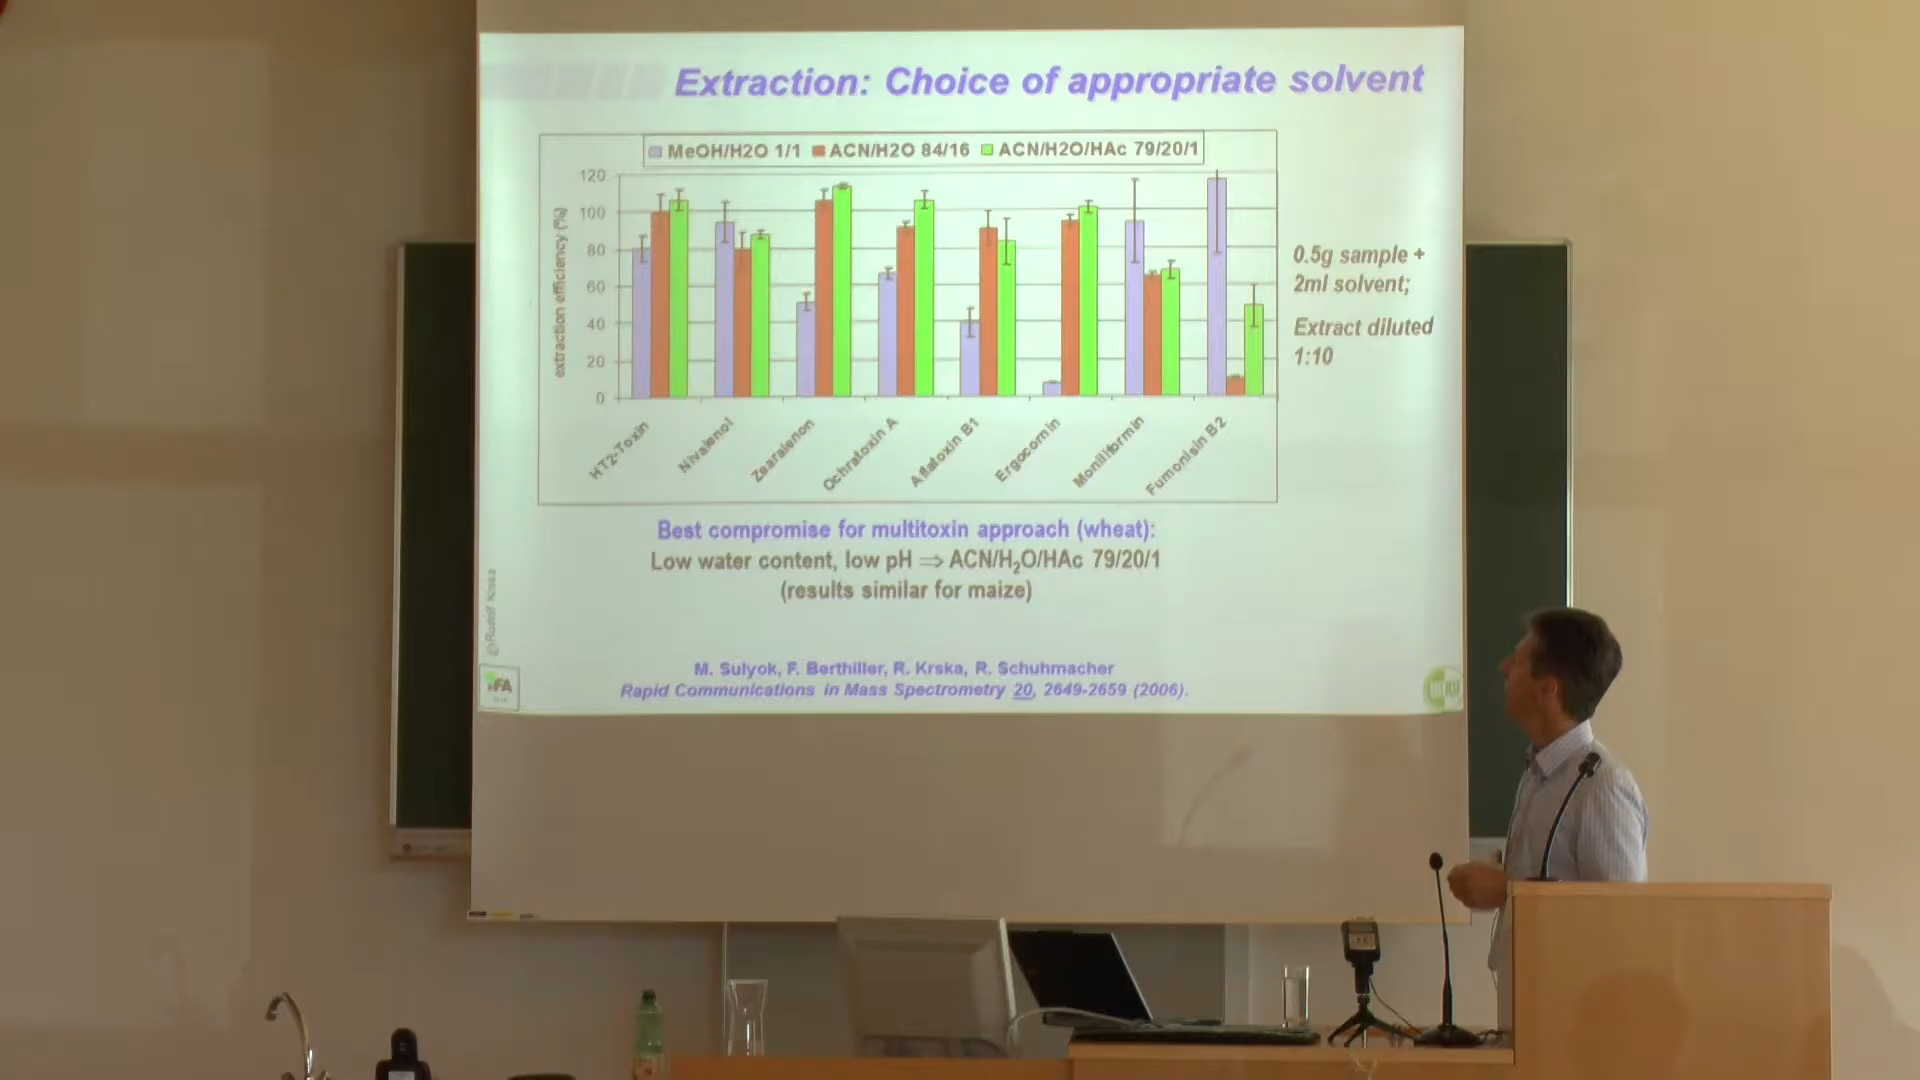 Extraction: Choice of appropriate solvent
MeOH/H2O 1/1 ACN/H2O 84/16 ACN/H2O/HAc 79/20/1
extraction efficiency (%)
120
100
80
60
40
20
0
HT2-Toxin
Nivalenol
Zearalenon
Ochratoxin A
Aflatoxin B1
Ergocornin
Moniliformin
Fumonisin B2
0.5g sample +
2ml solvent;
Extract diluted
1:10
Best compromise for multitoxin approach (wheat):
Low water content, low pH ⇒ ACN/H₂O/HAc 79/20/1
(results similar for maize)
©Rudolf Krska
M. Sulyok, F. Berthiller, R. Krska, R. Schuhmacher
Rapid Communications in Mass Spectrometry 20, 2649-2659 (2006).
iFA